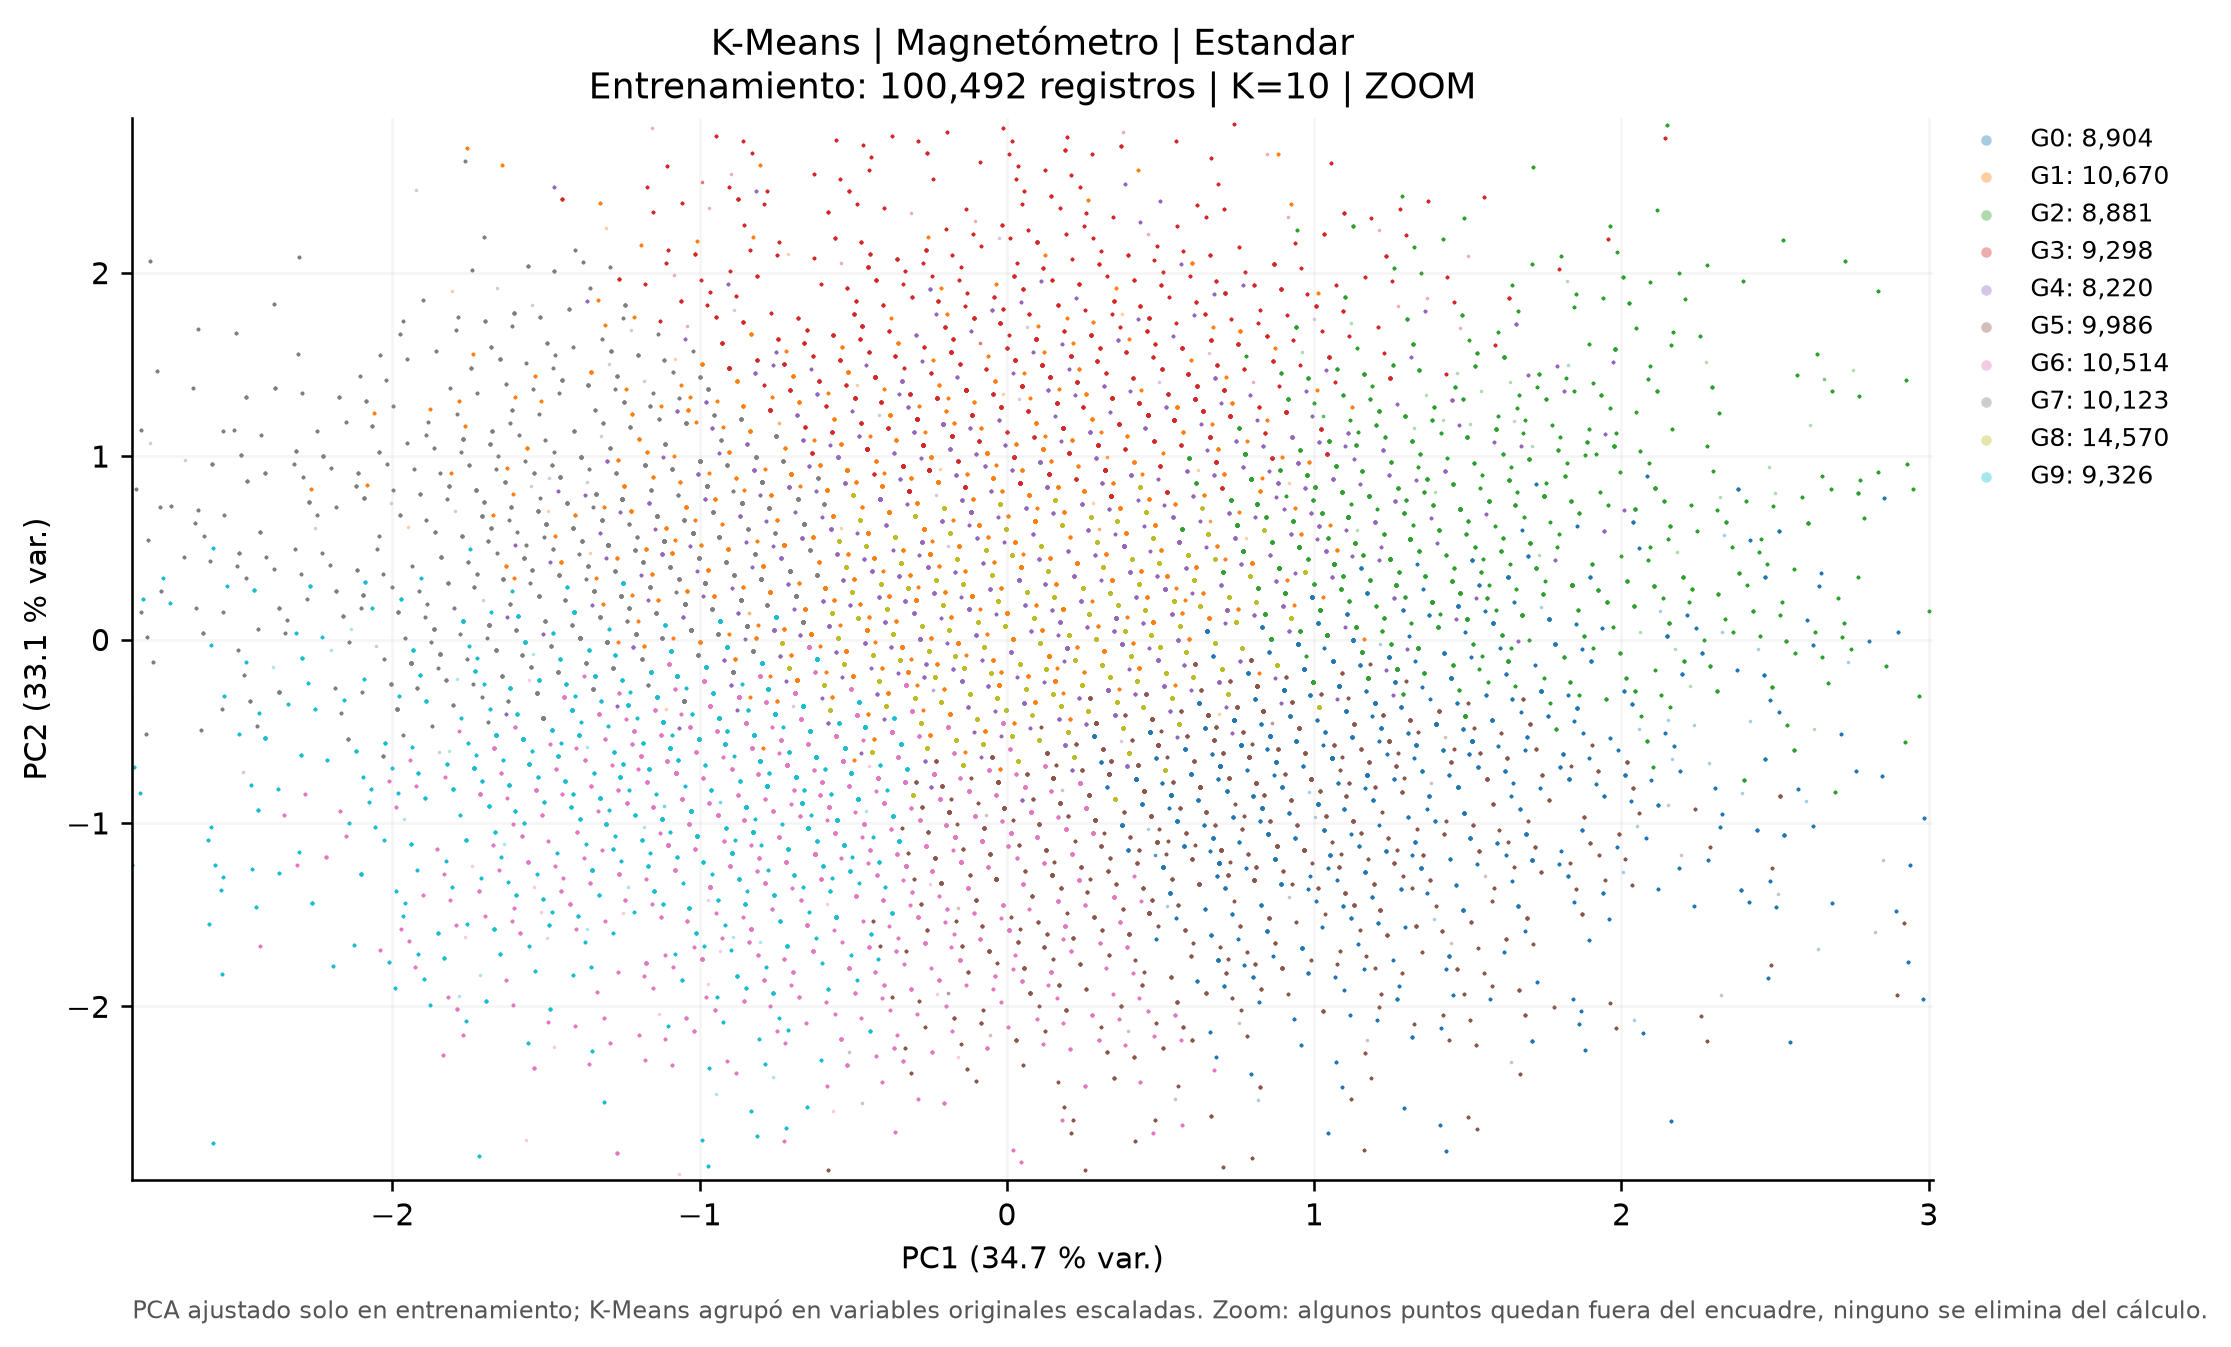 K-Means | Magnetómetro | Estandar
Entrenamiento: 100,492 registros | K=10 | ZOOM
G0: 8,904
G1: 10,670
G2: 8,881
G3: 9,298
G4: 8,220
G5: 9,986
G6: 10,514
G7: 10,123
G8: 14,570
G9: 9,326
PC2 (33.1 % var.)
2
1
0
−1
−2
−2
−1
0
1
2
3
PC1 (34.7 % var.)
PCA ajustado solo en entrenamiento; K-Means agrupó en variables originales escaladas. Zoom: algunos puntos quedan fuera del encuadre, ninguno se elimina del cálculo.